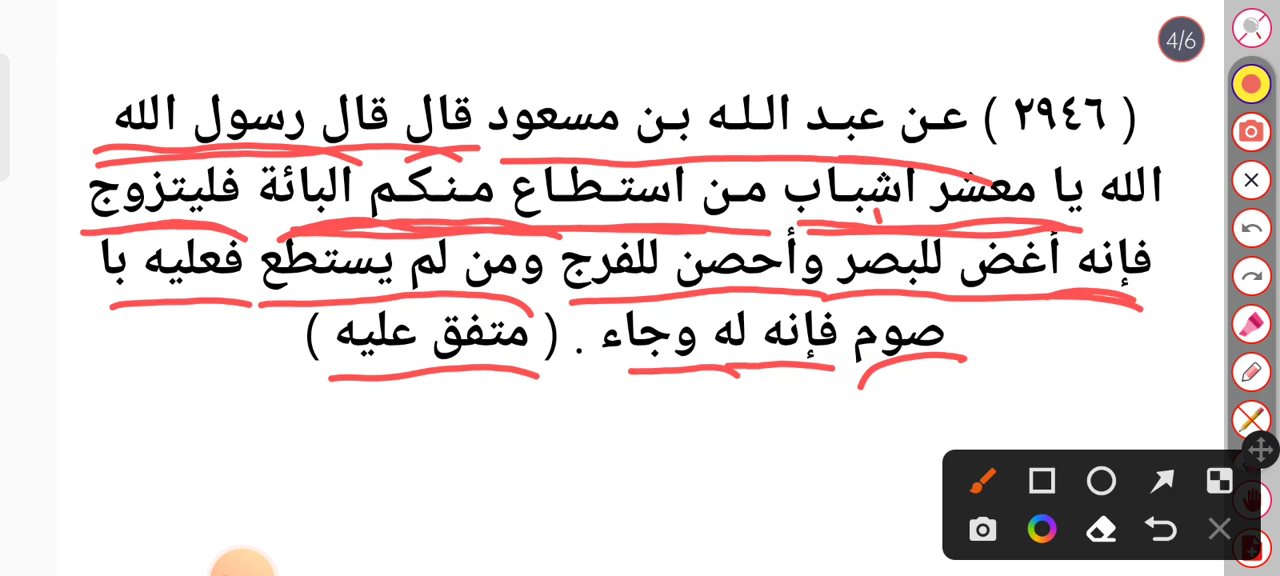 4/6
( ٢٩٤٦ ) عن عبد الله بن مسعود قال قال رسول الله
الله يا معشر اشباب من استطاع منكم البائة فليتزوج
فإنه أغض للبصر وأحصن للفرج ومن لم يستطع فعليه با
صوم فإنه له وجاء . ( متفق عليه )